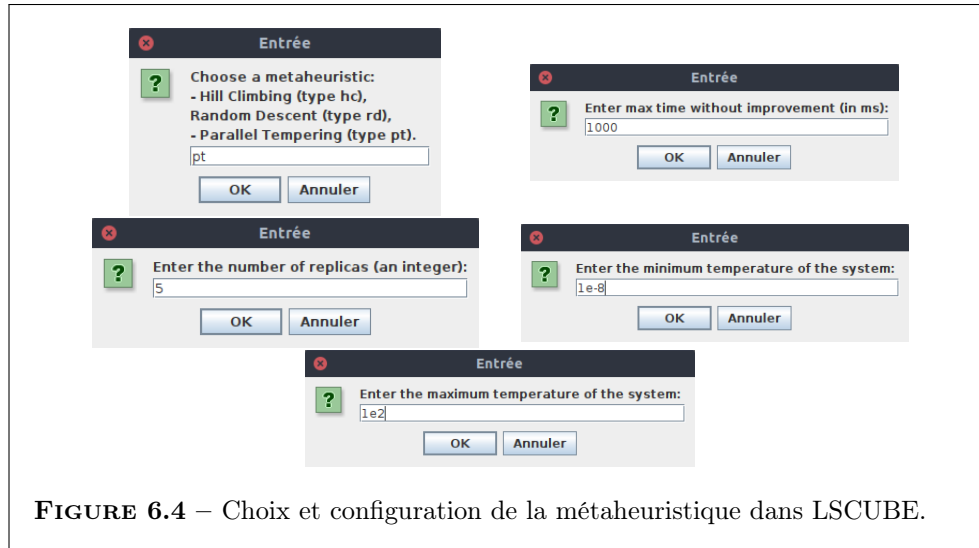 Entrée
Choose a metaheuristic:
- Hill Climbing (type hc),
Random Descent (type rd),
- Parallel Tempering (type pt).
pt
OK
Annuler
Entrée
Enter max time without improvement (in ms):
1000
OK
Annuler
Entrée
Enter the number of replicas (an integer):
5
OK
Annuler
Entrée
Enter the minimum temperature of the system:
1e-8
OK
Annuler
Entrée
Enter the maximum temperature of the system:
1e2
OK
Annuler
FIGURE 6.4 – Choix et configuration de la métaheuristique dans LSCUBE.